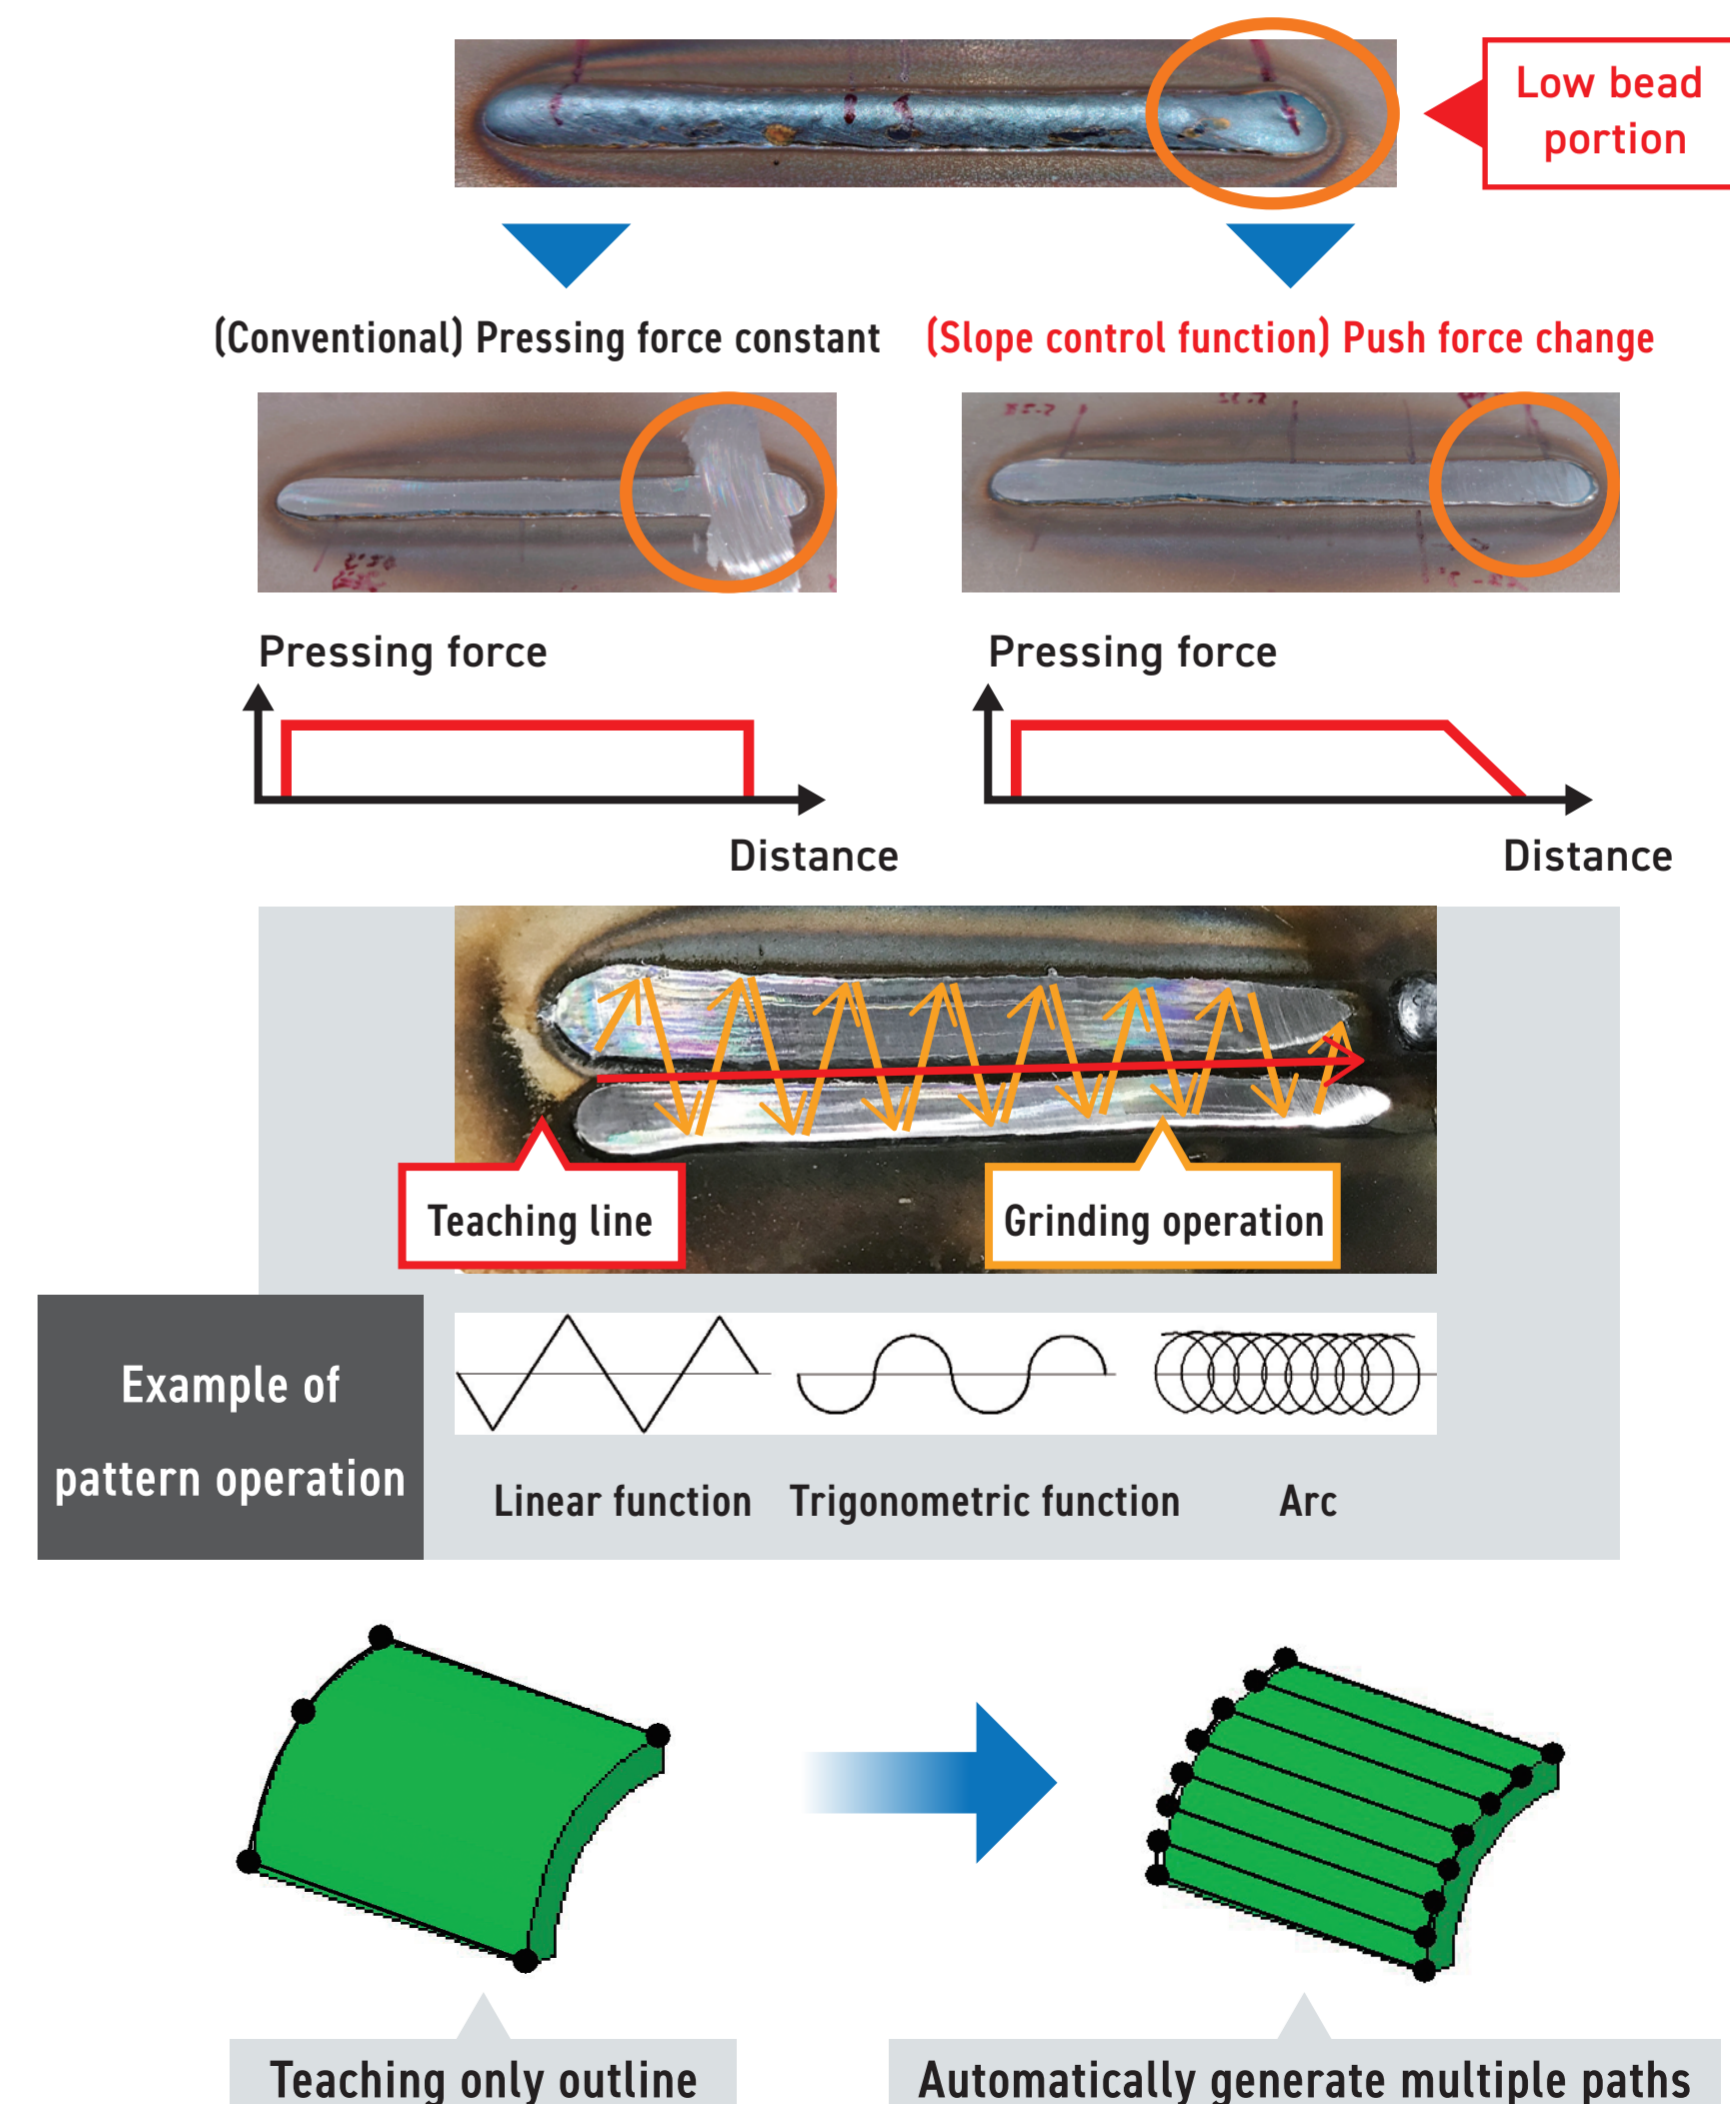 Low bead
portion
(Conventional) Pressing force constant
(Slope control function) Push force change
Pressing force
Distance
Pressing force
Distance
Teaching line
Grinding operation
Example of
pattern operation
Linear function
Trigonometric function
Arc
Teaching only outline
Automatically generate multiple paths